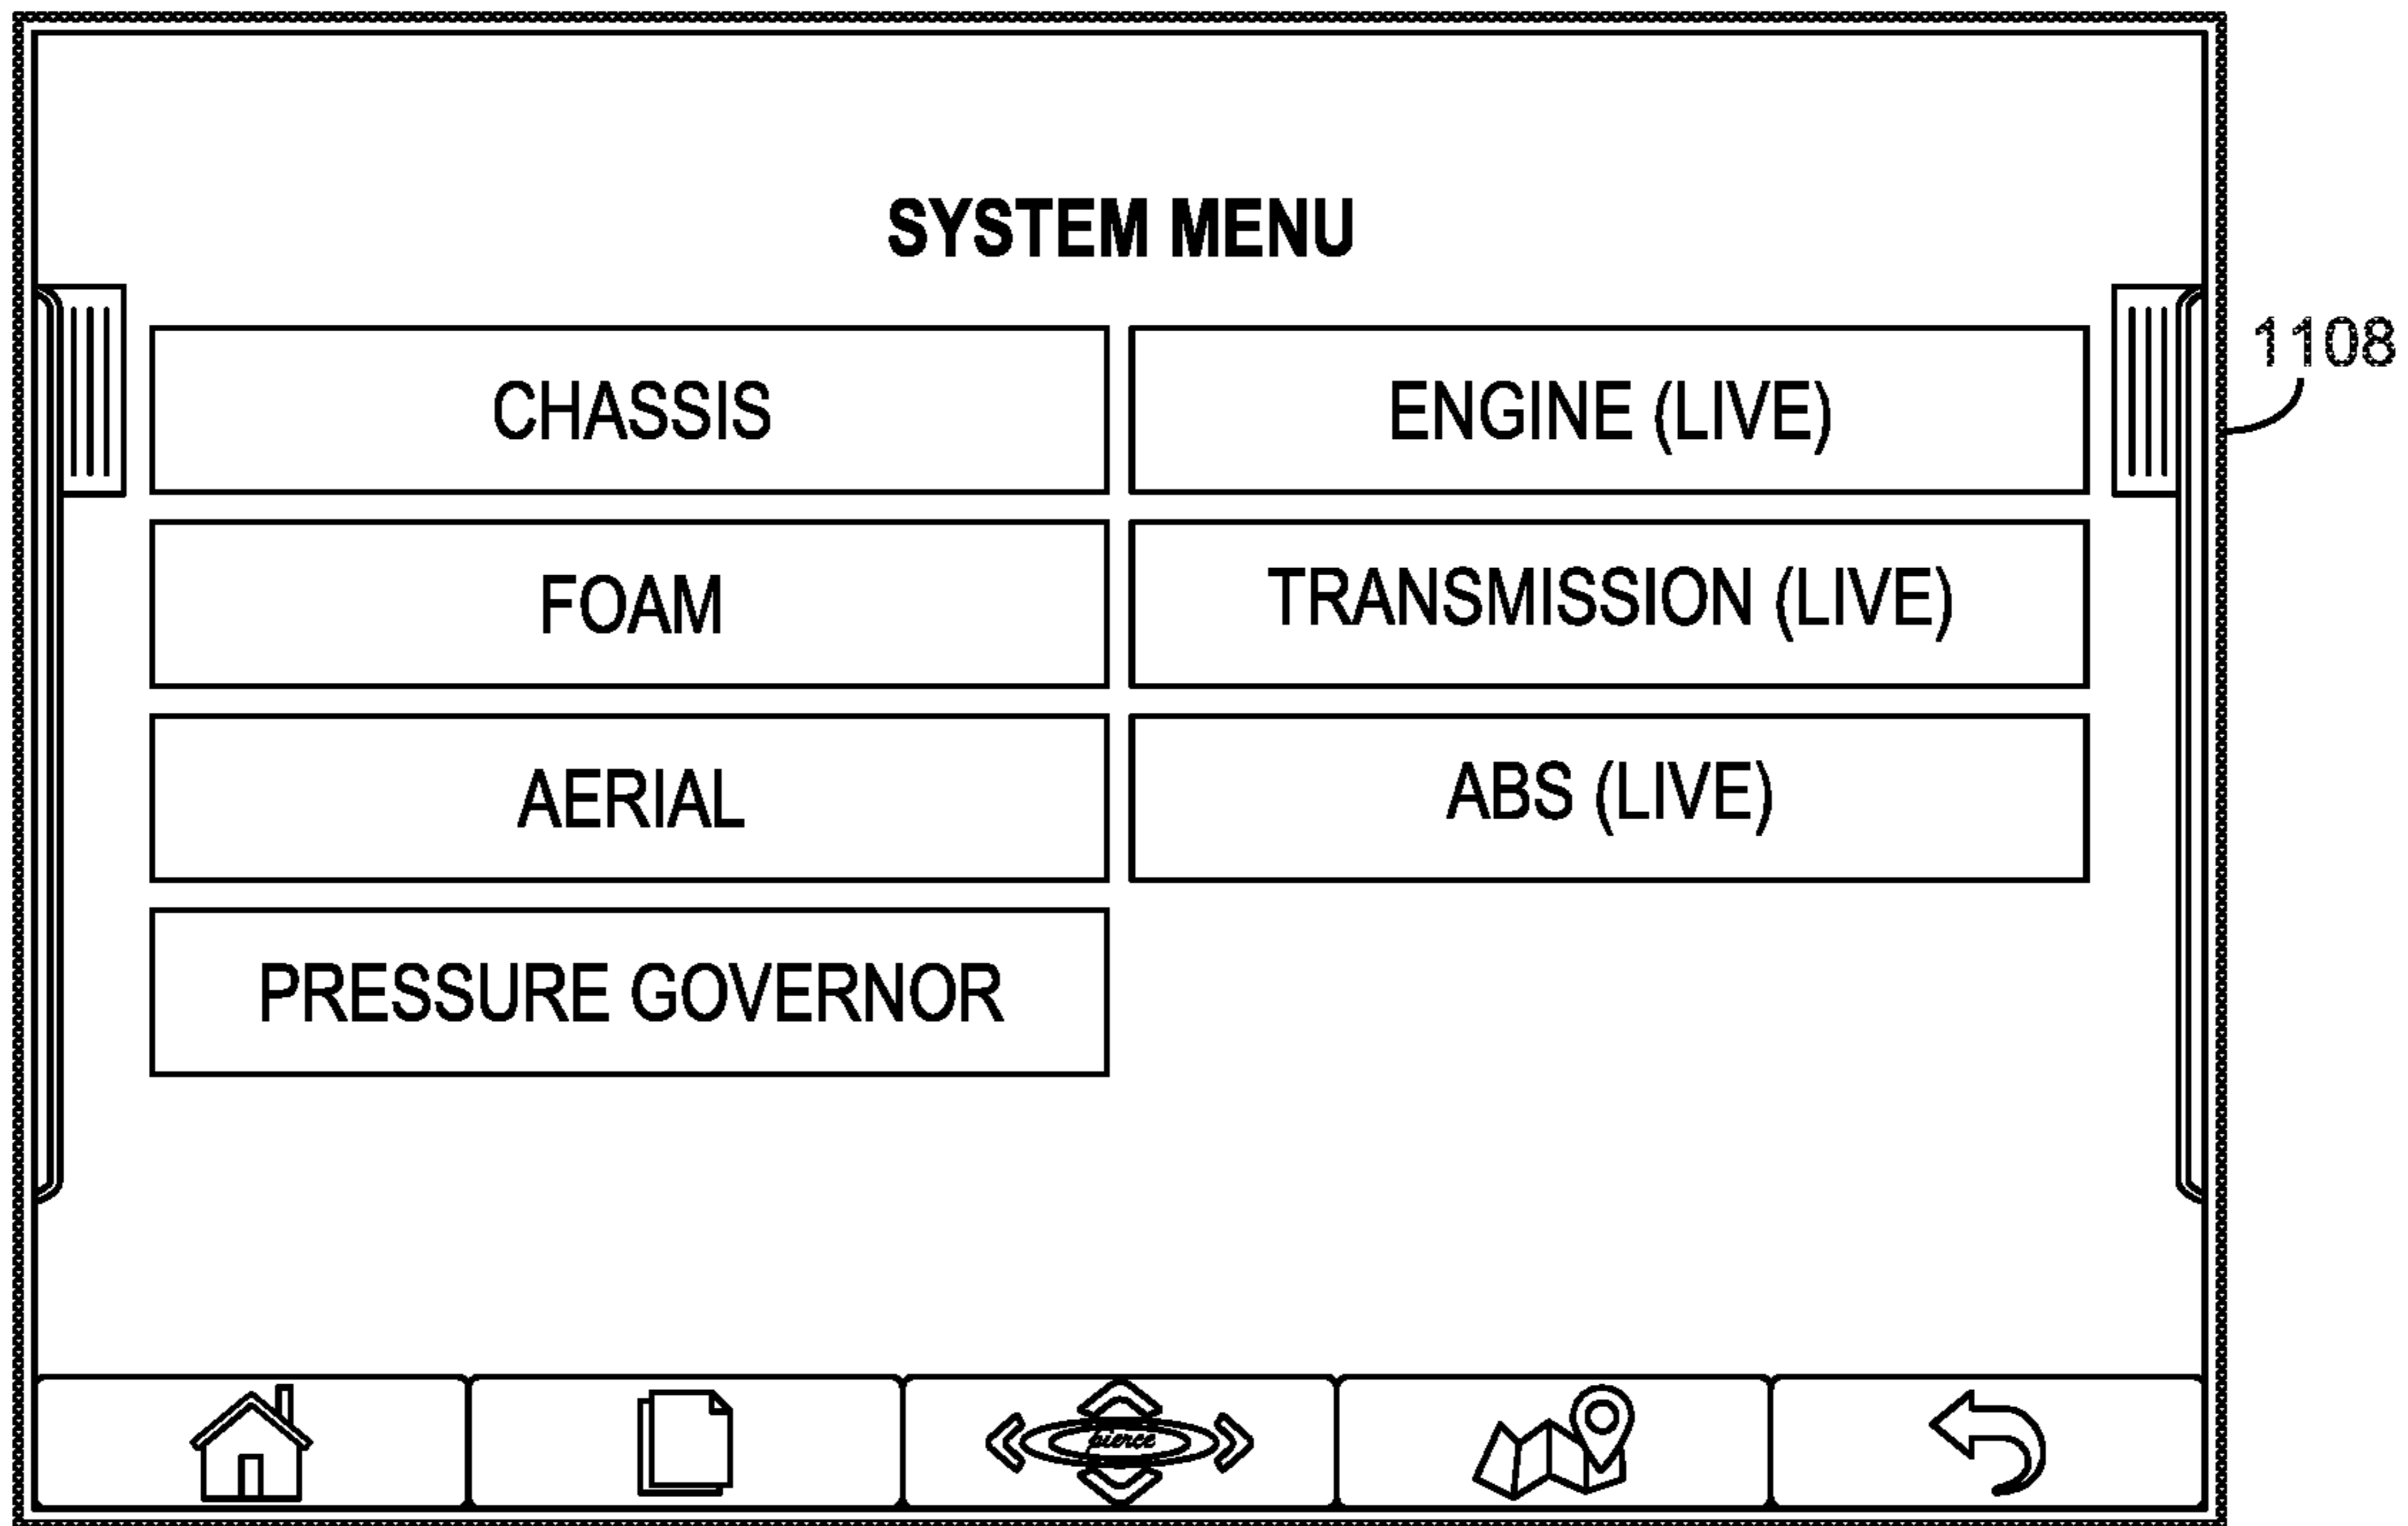 SYSTEM MENU
1108
CHASSIS
ENGINE (LIVE)
FOAM
TRANSMISSION (LIVE)
AERIAL
ABS (LIVE)
PRESSURE GOVERNOR
pierce